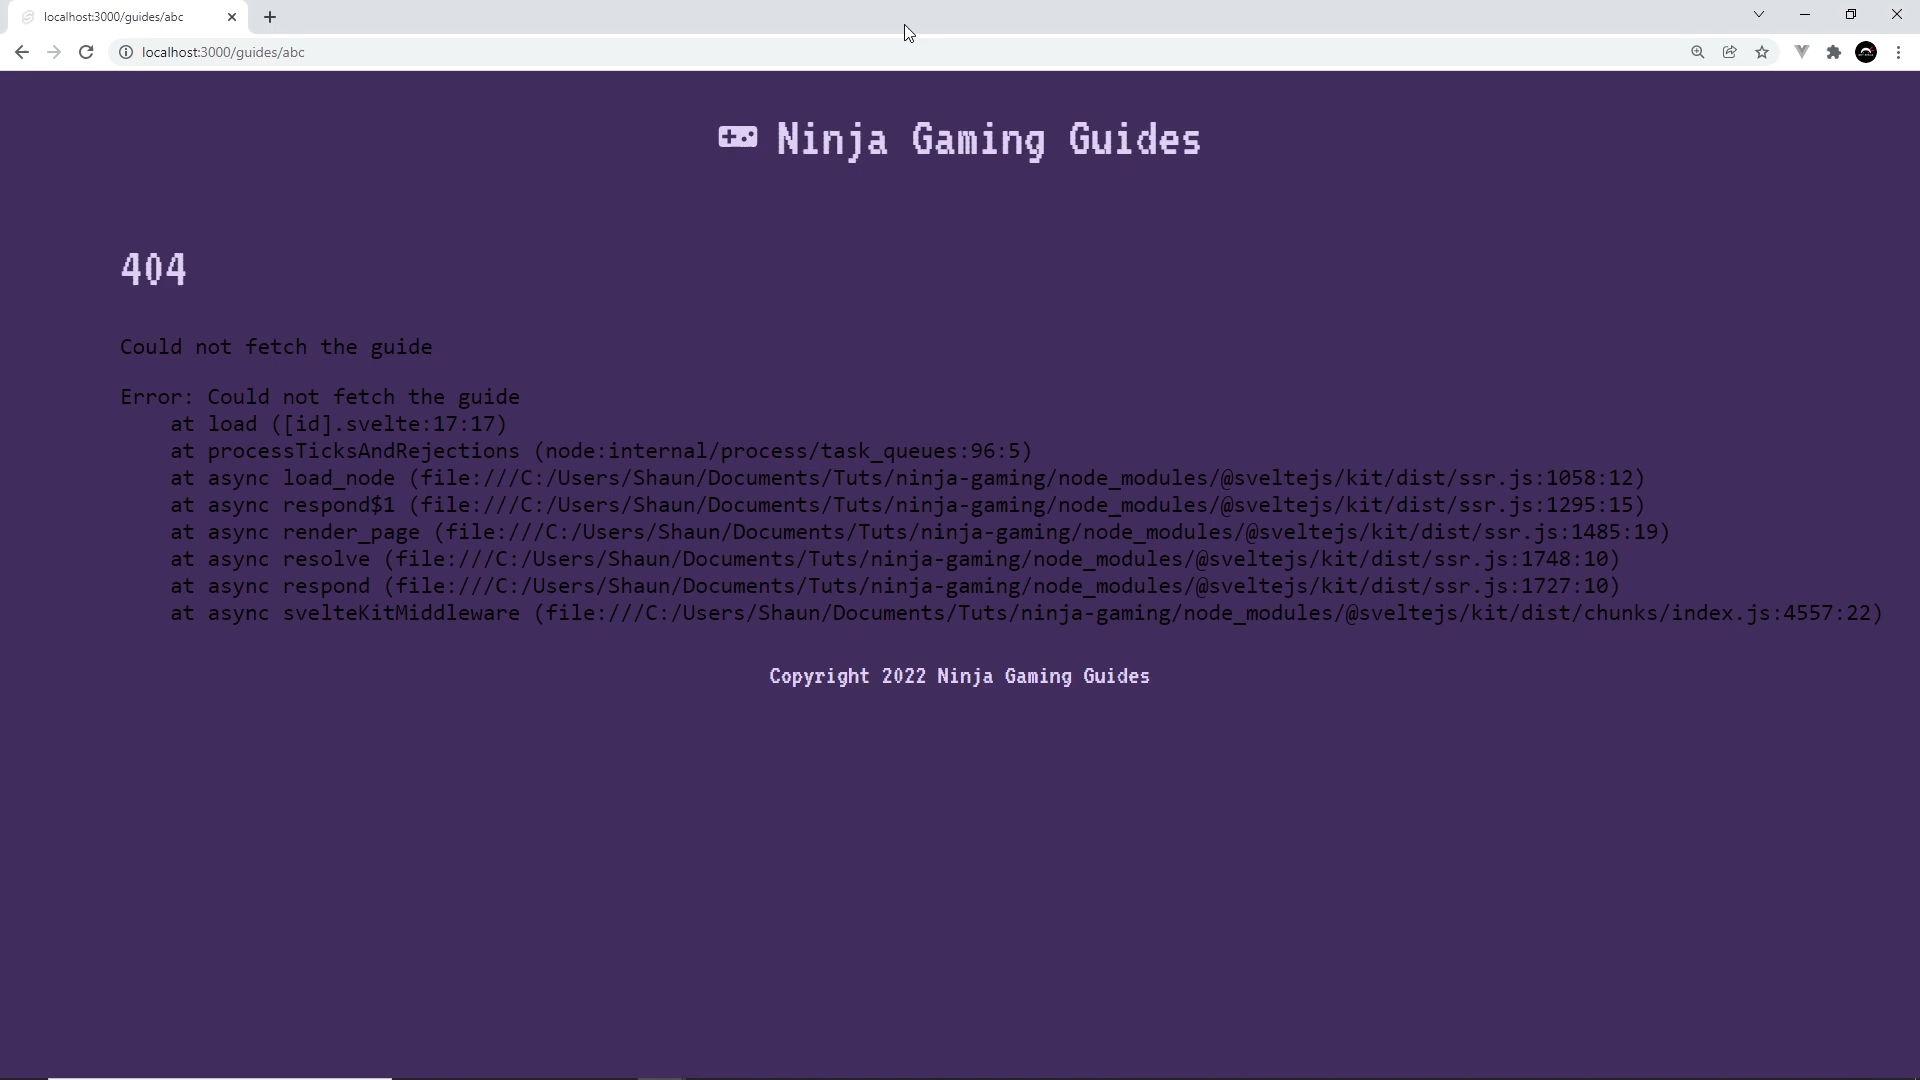 localhost:3000/guides/abc
localhost:3000/guides/abc
Ninja Gaming Guides
404
Could not fetch the guide
Error: Could not fetch the guide
    at load ([id].svelte:17:17)
    at processTicksAndRejections (node:internal/process/task_queues:96:5)
    at async load_node (file:///C:/Users/Shaun/Documents/Tuts/ninja-gaming/node_modules/@sveltejs/kit/dist/ssr.js:1058:12)
    at async respond$1 (file:///C:/Users/Shaun/Documents/Tuts/ninja-gaming/node_modules/@sveltejs/kit/dist/ssr.js:1295:15)
    at async render_page (file:///C:/Users/Shaun/Documents/Tuts/ninja-gaming/node_modules/@sveltejs/kit/dist/ssr.js:1485:19)
    at async resolve (file:///C:/Users/Shaun/Documents/Tuts/ninja-gaming/node_modules/@sveltejs/kit/dist/ssr.js:1748:10)
    at async respond (file:///C:/Users/Shaun/Documents/Tuts/ninja-gaming/node_modules/@sveltejs/kit/dist/ssr.js:1727:10)
    at async svelteKitMiddleware (file:///C:/Users/Shaun/Documents/Tuts/ninja-gaming/node_modules/@sveltejs/kit/dist/chunks/index.js:4557:22)
Copyright 2022 Ninja Gaming Guides